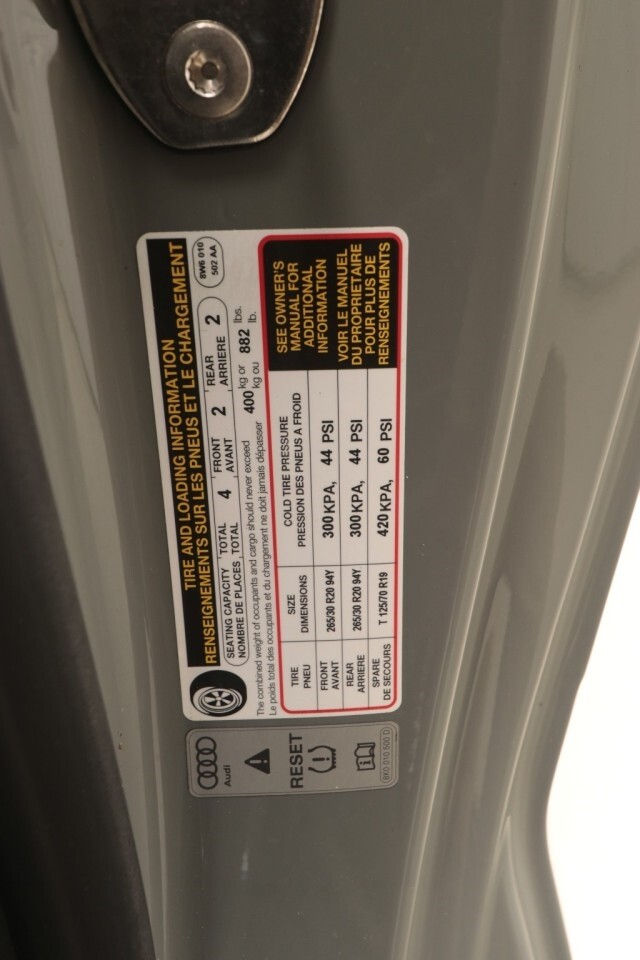 TIRE AND LOADING INFORMATION
RENSEIGNEMENTS SUR LES PNEUS ET LE CHARGEMENT
SEATING CAPACITY TOTAL 4 FRONT 2 REAR 2
NOMBRE DE PLACES TOTAL AVANT ARRIERE
8W6 010
502 AA
The combined weight of occupants and cargo should never exceed 400 kg or 882 lbs.
Le poids total des occupants et du chargement ne doit jamais dépasser kg ou lb.
TIRE SIZE COLD TIRE PRESSURE
PNEU DIMENSIONS PRESSION DES PNEUS A FROID
FRONT
AVANT 265/30 R20 94Y 300 KPA, 44 PSI
REAR
ARRIERE 265/30 R20 94Y 300 KPA, 44 PSI
SPARE
DE SECOURS T 125/70 R19 420 KPA, 60 PSI
SEE OWNER'S
MANUAL FOR
ADDITIONAL
INFORMATION
VOIR LE MANUEL
DU PROPRIETAIRE
POUR PLUS DE
RENSEIGNEMENTS
Audi
RESET
8K0 010 500 D